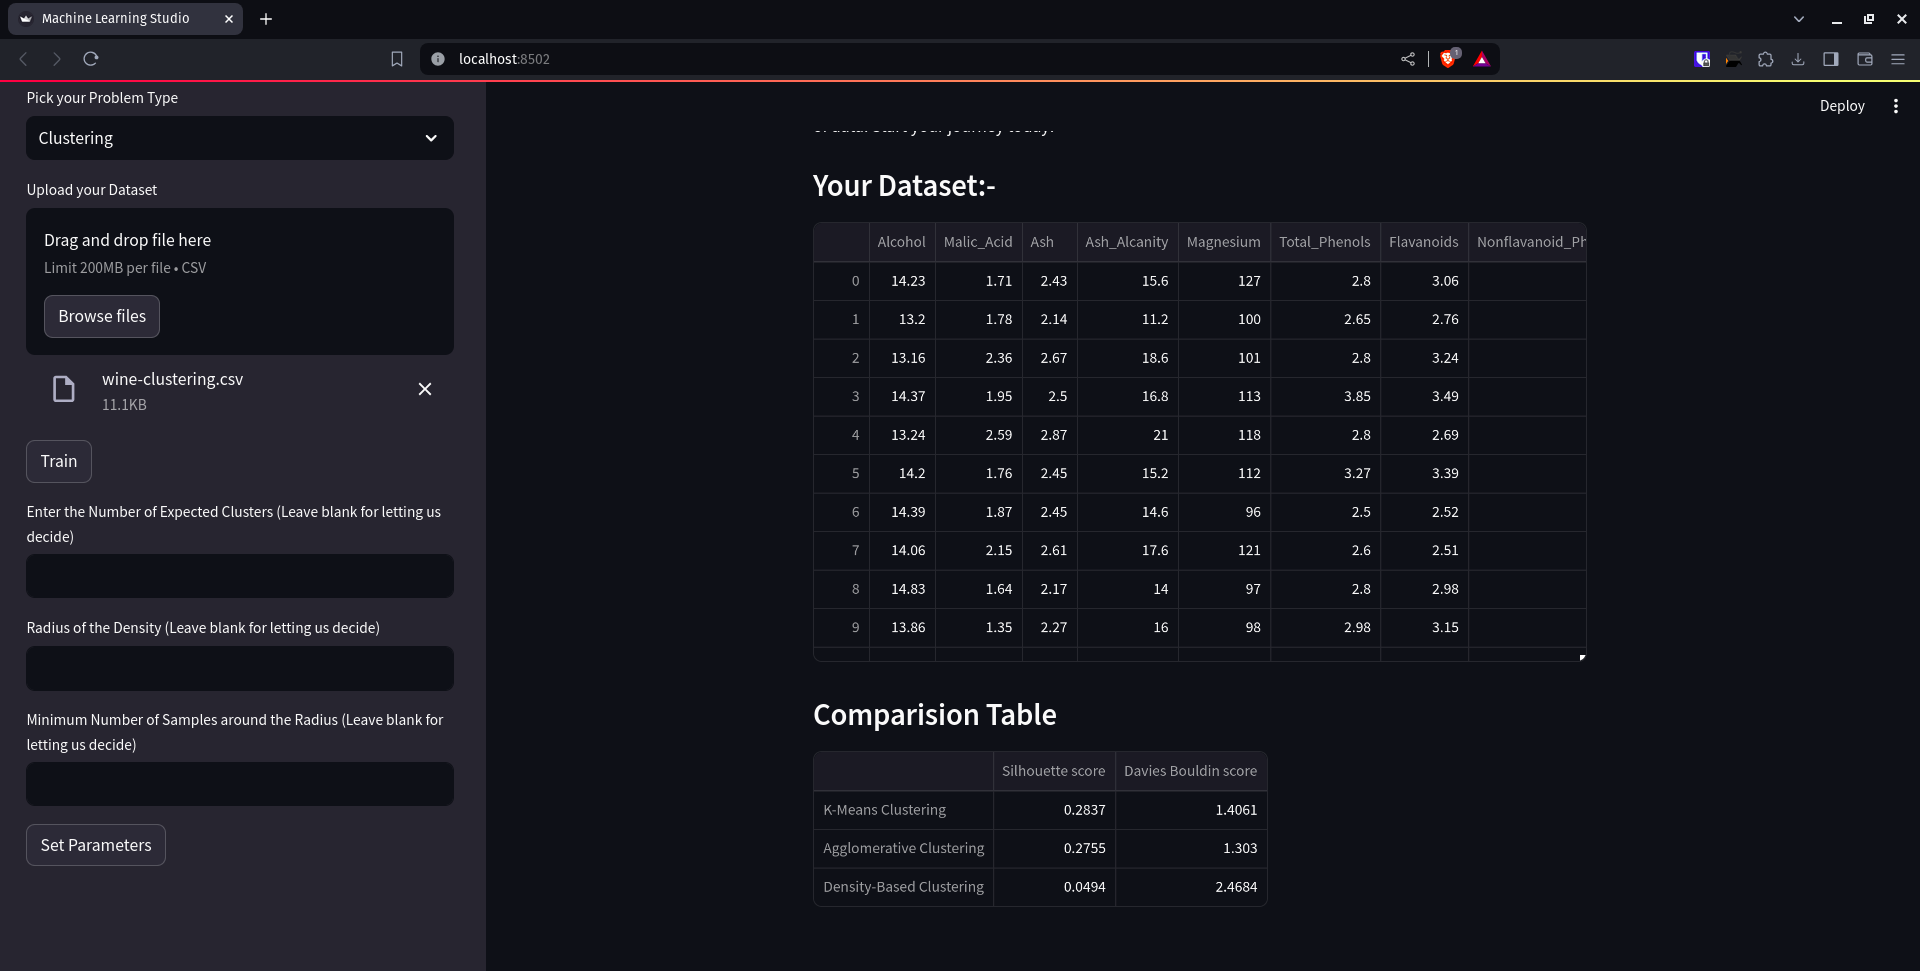 Machine Learning Studio
localhost:8502
1
Pick your Problem Type
Clustering
Upload your Dataset
Drag and drop file here
Limit 200MB per file • CSV
Browse files
wine-clustering.csv
11.1KB
Train
Enter the Number of Expected Clusters (Leave blank for letting us
decide)
Radius of the Density (Leave blank for letting us decide)
Minimum Number of Samples around the Radius (Leave blank for
letting us decide)
Set Parameters
Deploy
of data. Start your journey today!
Your Dataset:-
Alcohol Malic_Acid Ash Ash_Alcanity Magnesium Total_Phenols Flavanoids Nonflavanoid_Ph
0 14.23 1.71 2.43 15.6 127 2.8 3.06
1 13.2 1.78 2.14 11.2 100 2.65 2.76
2 13.16 2.36 2.67 18.6 101 2.8 3.24
3 14.37 1.95 2.5 16.8 113 3.85 3.49
4 13.24 2.59 2.87 21 118 2.8 2.69
5 14.2 1.76 2.45 15.2 112 3.27 3.39
6 14.39 1.87 2.45 14.6 96 2.5 2.52
7 14.06 2.15 2.61 17.6 121 2.6 2.51
8 14.83 1.64 2.17 14 97 2.8 2.98
9 13.86 1.35 2.27 16 98 2.98 3.15
Comparision Table
Silhouette score Davies Bouldin score
K-Means Clustering 0.2837 1.4061
Agglomerative Clustering 0.2755 1.303
Density-Based Clustering 0.0494 2.4684